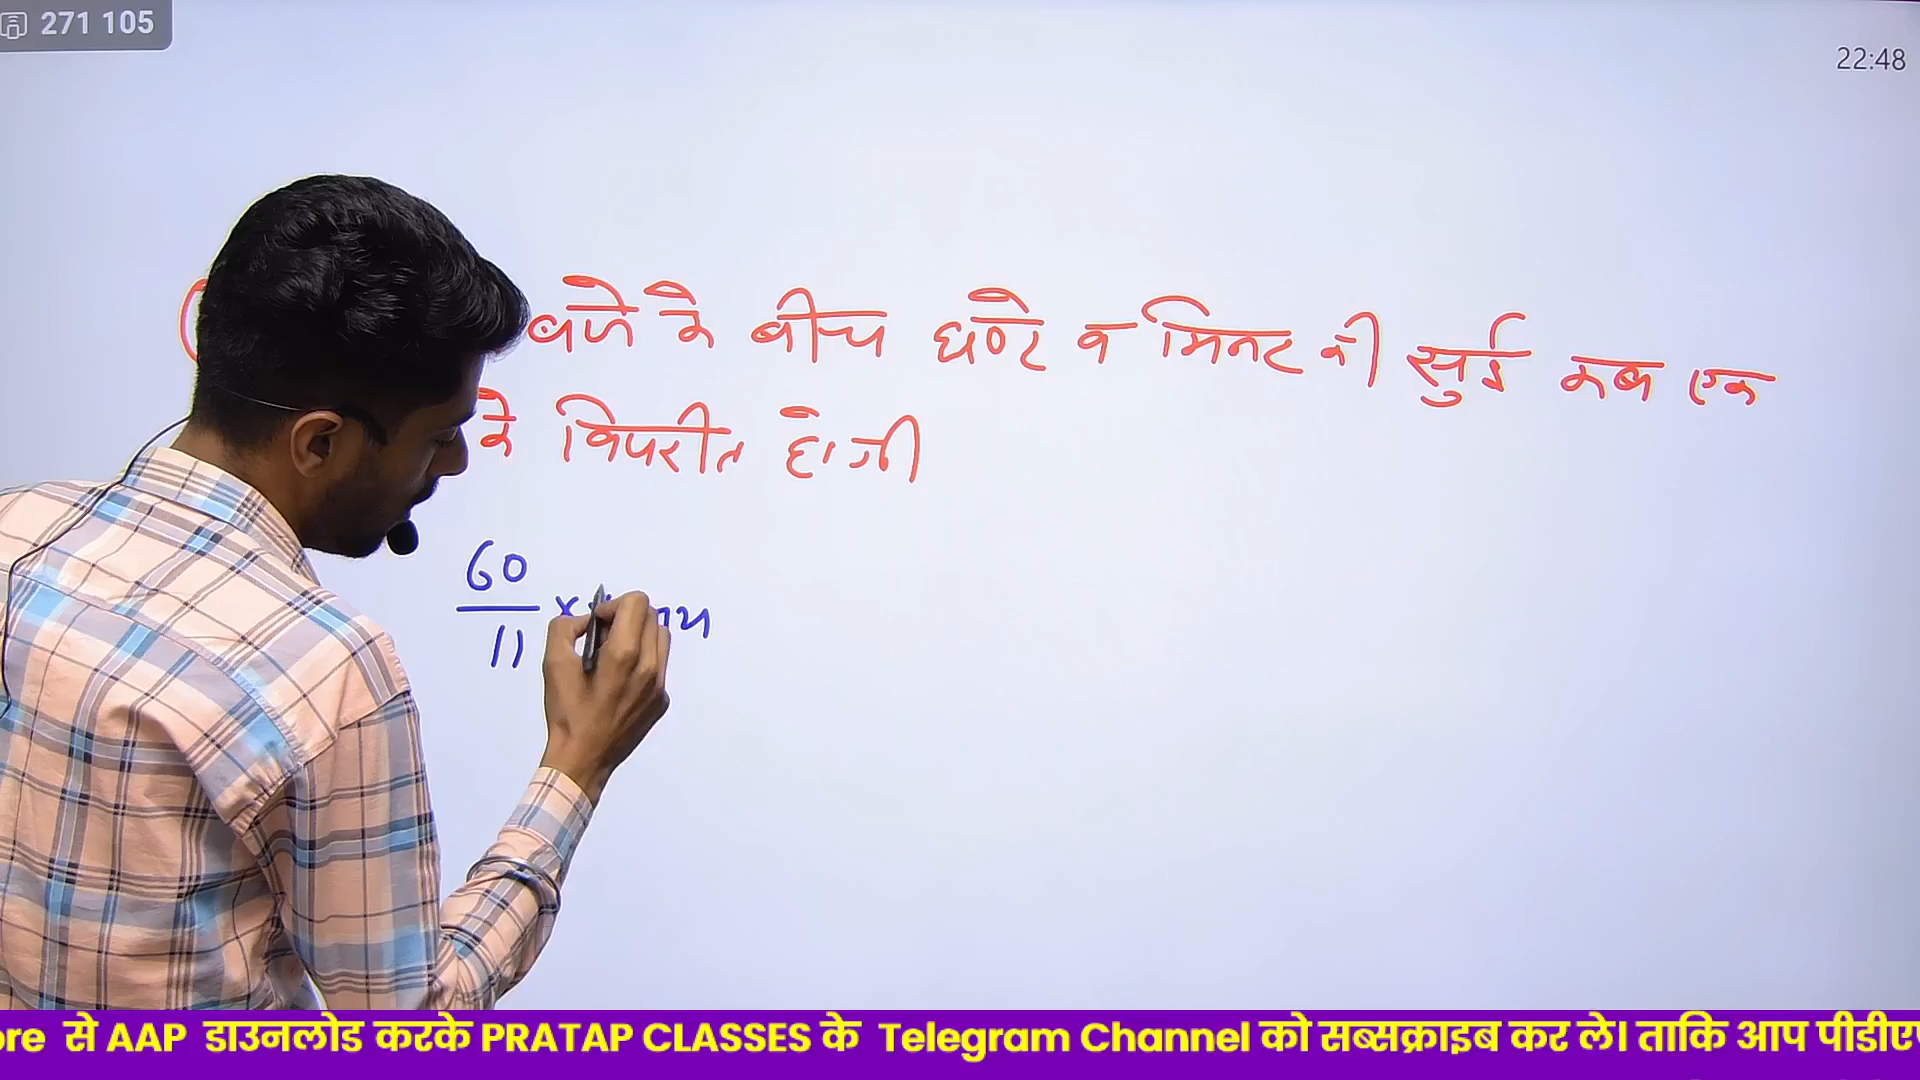 271 105
22:48
बजे के बीच घण्टे व मिनट की सुई कब एक
के विपरीत होगी
60
11 ×
ore से AAP डाउनलोड करके PRATAP CLASSES के Telegram Channel को सब्सक्राइब कर ले। ताकि आप पीडीएफ